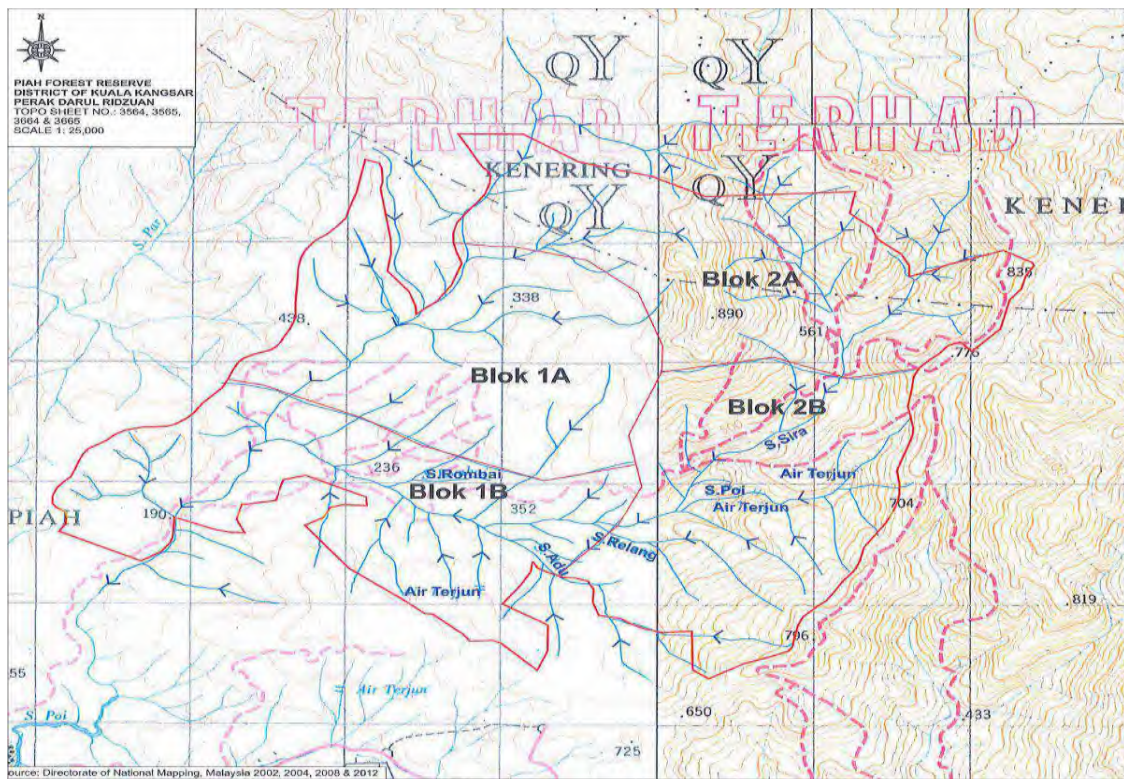 N
PIAH FOREST RESERVE
DISTRICT OF KUALA KANGSAR
PERAK DARUL RIDZUAN
TOPO SHEET NO.: 3564, 3565,
3664 & 3665
SCALE 1: 25,000
QY
QY
TERHAD
TERHAD
KENERING
QY
QY
KENER
S. Par
Blok 2A
835
338
890
438
561
776
Blok 1A
Blok 2B
S.Sira
236
S.Rombai
Air Terjun
Blok 1B
S.Poi
352
Air Terjun
704
PIAH
190
S.Relang
S.Adu
Air Terjun
819
796
55
Air Terjun
S. Poi
650
433
725
ource: Directorate of National Mapping, Malaysia 2002, 2004, 2008 & 2012